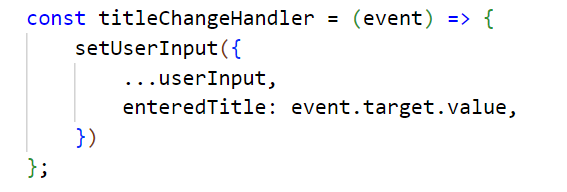 const titleChangeHandler = (event) => {
    setUserInput({
        ...userInput,
        enteredTitle: event.target.value,
    })
};